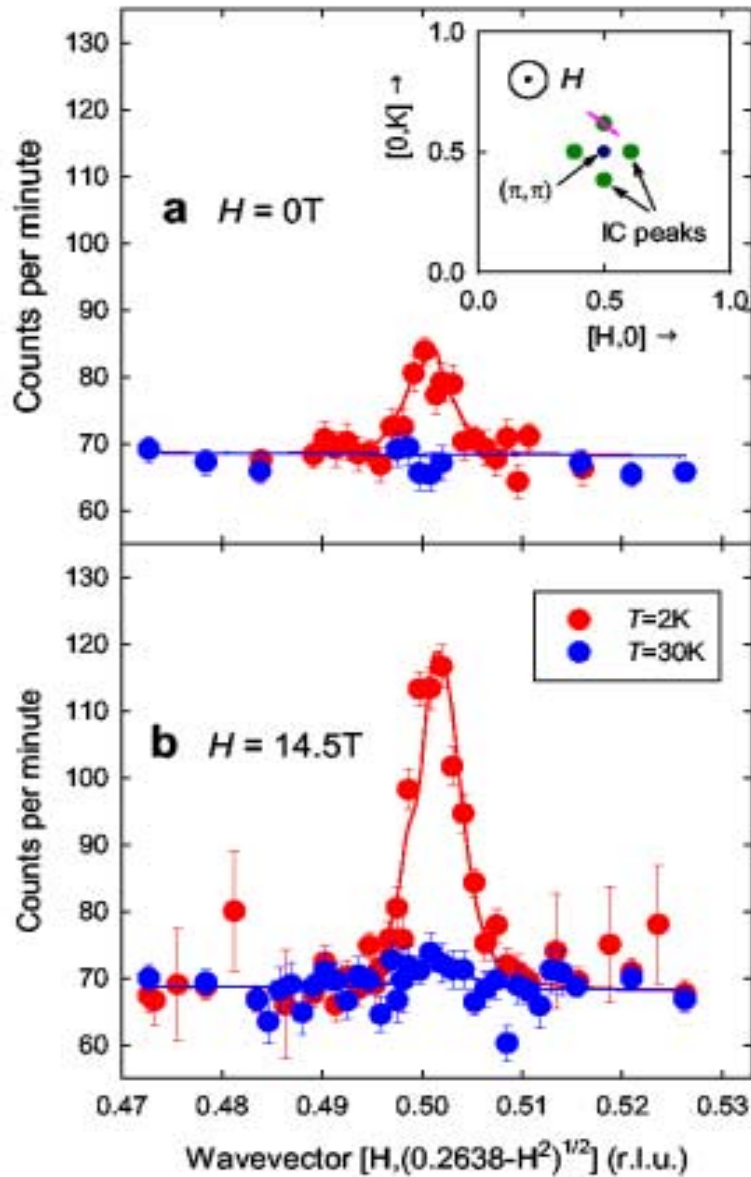 130
120
110
100
90
80
70
60
Counts per minute
a H = 0T
1.0
0.5
0.0
[0,K] →
H
(π,π)
IC peaks
0.0 0.5 1.0
[H,0] →
130
120
110
100
90
80
70
60
Counts per minute
b H = 14.5T
T=2K
T=30K
0.47 0.48 0.49 0.50 0.51 0.52 0.53
Wavevector [H,(0.2638-H²)¹/²] (r.l.u.)